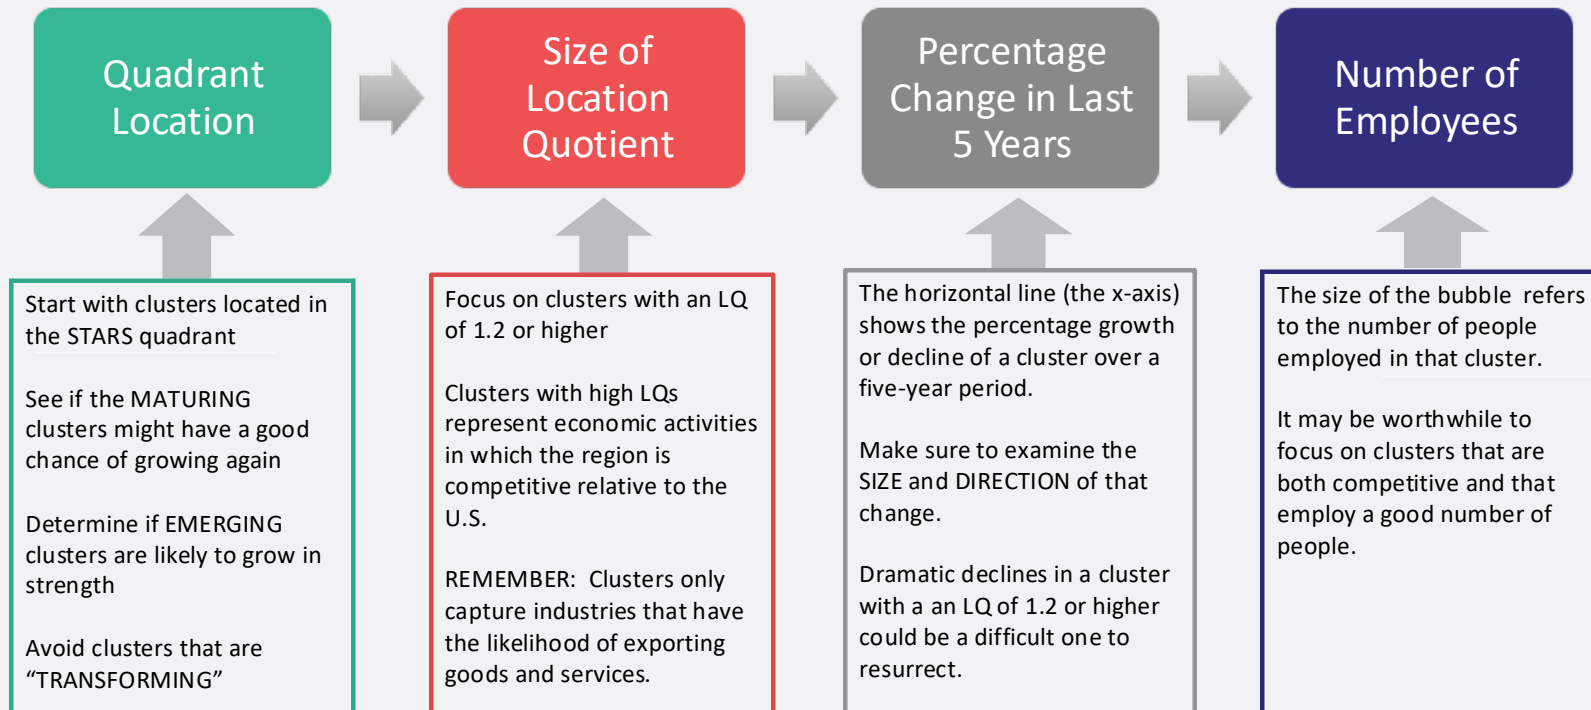 Quadrant
Location
Size of
Location
Quotient
Percentage
Change in Last
5 Years
Number of
Employees
Start with clusters located in
the STARS quadrant
See if the MATURING
clusters might have a good
chance of growing again
Determine if EMERGING
clusters are likely to grow in
strength
Avoid clusters that are
“TRANSFORMING”
Focus on clusters with an LQ
of 1.2 or higher
Clusters with high LQs
represent economic activities
in which the region is
competitive relative to the
U.S.
REMEMBER: Clusters only
capture industries that have
the likelihood of exporting
goods and services.
The horizontal line (the x-axis)
shows the percentage growth
or decline of a cluster over a
five-year period.
Make sure to examine the
SIZE and DIRECTION of that
change.
Dramatic declines in a cluster
with a an LQ of 1.2 or higher
could be a difficult one to
resurrect.
The size of the bubble refers
to the number of people
employed in that cluster.
It may be worthwhile to
focus on clusters that are
both competitive and that
employ a good number of
people.